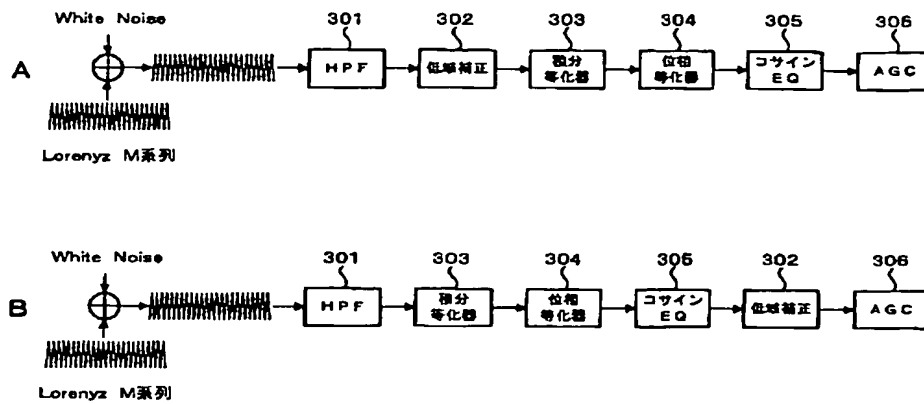 301 302 303 304 305 306
White Noise
A
HPF
低域補正
積分
等化器
位相
等化器
コサイン
EQ
AGC
Lorenyz M系列
301 303 304 305 302 306
White Noise
B
HPF
積分
等化器
位相
等化器
コサイン
EQ
低域補正
AGC
Lorenyz M系列